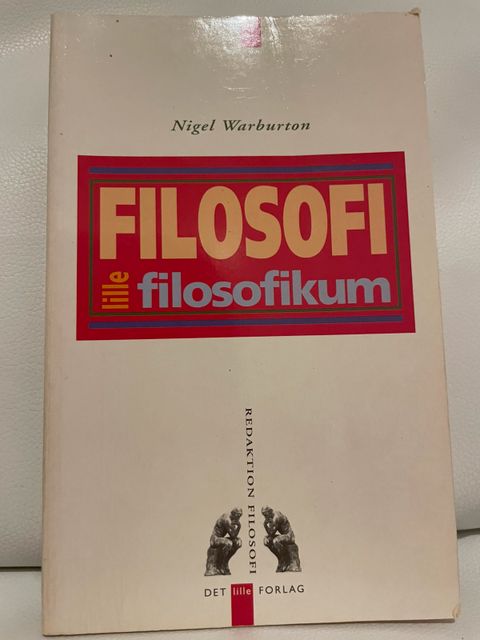 Nigel Warburton
FILOSOFI
lille filosofikum
REDAKTION FILOSOFI
DET lille FORLAG